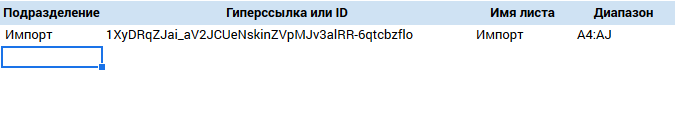 Подразделение Гиперссылка или ID Имя листа Диапазон
Импорт 1XyDRqZJai_aV2JCUeNskinZVpMJv3alRR-6qtcbzflo Импорт A4:AJ